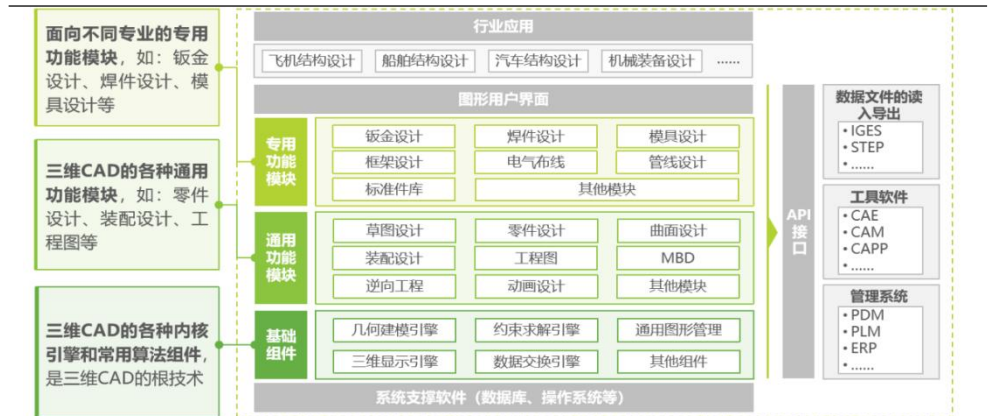 面向不同专业的专用
功能模块，如：钣金
设计、焊件设计、模
具设计等
三维CAD的各种通用
功能模块，如：零件
设计、装配设计、工
程图等
三维CAD的各种内核
引擎和常用算法组件，
是三维CAD的根技术
行业应用
飞机结构设计 船舶结构设计 汽车结构设计 机械装备设计 ......
图形用户界面
专用
功能
模块
钣金设计 焊件设计 模具设计
框架设计 电气布线 管线设计
标准件库 其他模块
通用
功能
模块
草图设计 零件设计 曲面设计
装配设计 工程图 MBD
逆向工程 动画设计 其他模块
基础
组件
几何建模引擎 约束求解引擎 通用图形管理
三维显示引擎 数据交换引擎 其他组件
系统支撑软件（数据库、操作系统等）
API
接
口
数据文件的读
入导出
• IGES
• STEP
• ......
工具软件
• CAE
• CAM
• CAPP
• ......
管理系统
• PDM
• PLM
• ERP
• ......